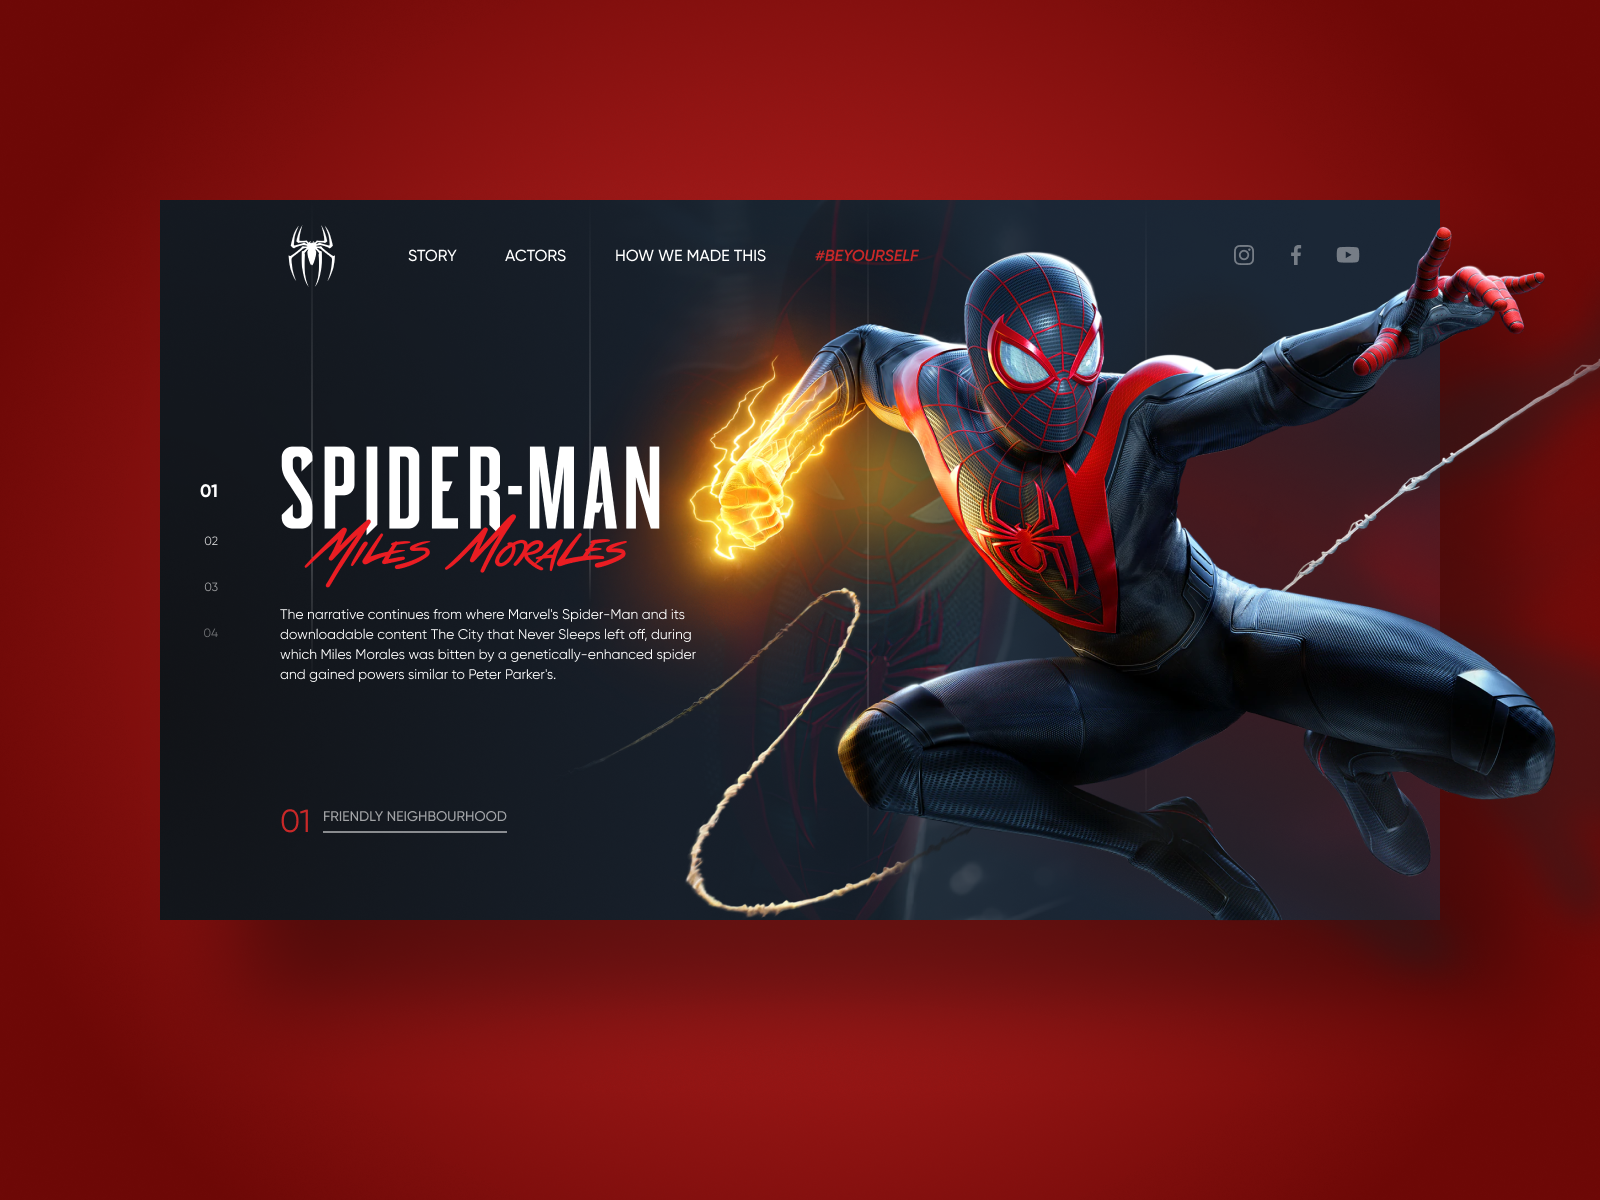 STORY ACTORS HOW WE MADE THIS #BEYOURSELF
SPIDER-MAN
MILES MORALES
01
02
03
04
The narrative continues from where Marvel's Spider-Man and its
downloadable content The City that Never Sleeps left off, during
which Miles Morales was bitten by a genetically-enhanced spider
and gained powers similar to Peter Parker's.
01 FRIENDLY NEIGHBOURHOOD